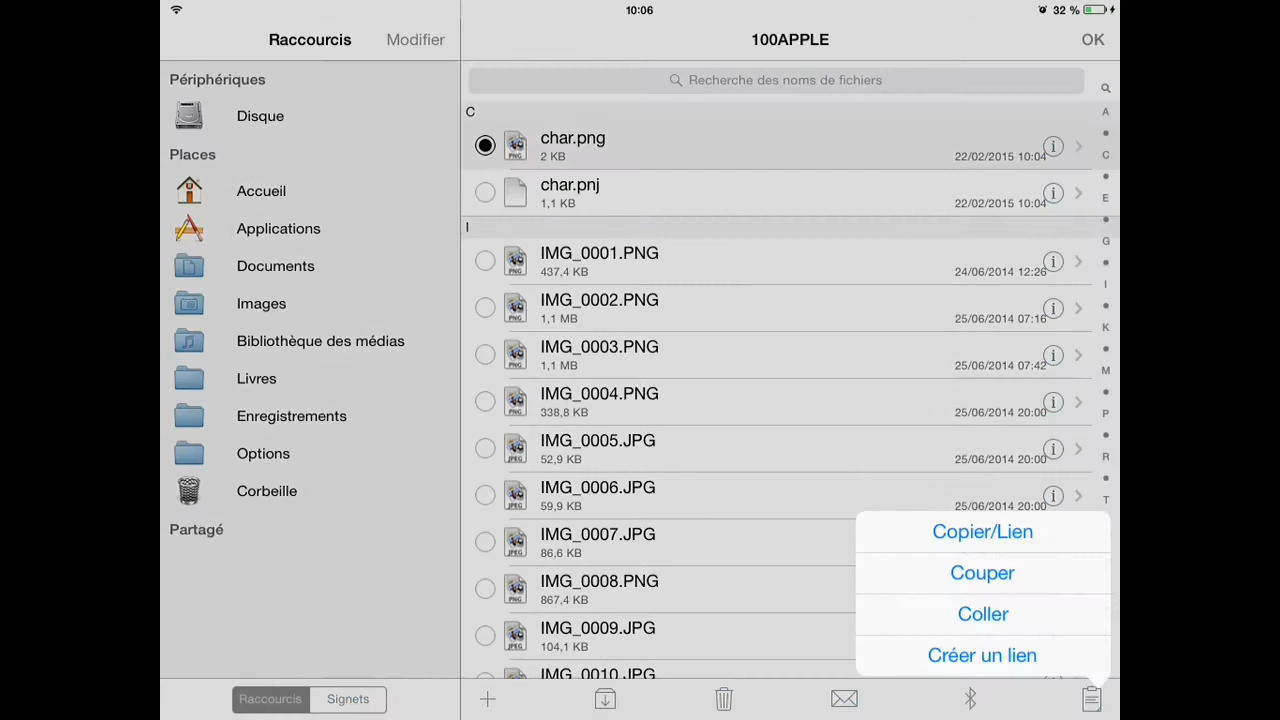 10:06
32 %
Raccourcis
Modifier
100APPLE
OK
Périphériques
Disque
Places
Accueil
Applications
Documents
Images
Bibliothèque des médias
Livres
Enregistrements
Options
Corbeille
Partagé
Raccourcis
Signets
Recherche des noms de fichiers
C
char.png
2 KB
22/02/2015 10:04
char.pnj
1,1 KB
22/02/2015 10:04
I
IMG_0001.PNG
437,4 KB
24/06/2014 12:26
IMG_0002.PNG
1,1 MB
25/06/2014 07:16
IMG_0003.PNG
1,1 MB
25/06/2014 07:42
IMG_0004.PNG
338,8 KB
25/06/2014 20:00
IMG_0005.JPG
52,9 KB
25/06/2014 20:00
IMG_0006.JPG
59,9 KB
25/06/2014 20:00
IMG_0007.JPG
86,6 KB
IMG_0008.PNG
867,4 KB
IMG_0009.JPG
104,1 KB
IMG_0010.JPG
A
C
E
G
I
K
M
P
R
T
Copier/Lien
Couper
Coller
Créer un lien